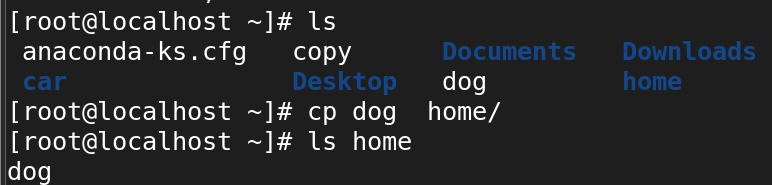 [root@localhost ~]# ls
anaconda-ks.cfg copy Documents Downloads
car Desktop dog home
[root@localhost ~]# cp dog home/
[root@localhost ~]# ls home
dog